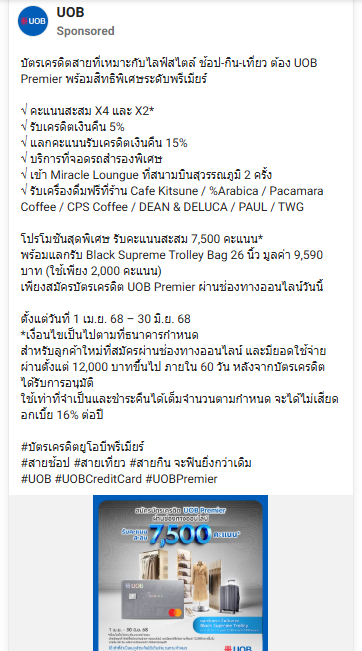 UOB
Sponsored
บัตรเครดิตสายที่เหมาะกับไลฟ์สไตล์ ช้อป-กิน-เที่ยว ต้อง UOB
Premier พร้อมสิทธิพิเศษระดับพรีเมียร์
√ คะแนนสะสม X4 และ X2*
√ รับเครดิตเงินคืน 5%
√ แลกคะแนนรับเครดิตเงินคืน 15%
√ บริการที่จอดรถสำรองพิเศษ
√ เข้า Miracle Loungue ที่สนามบินสุวรรณภูมิ 2 ครั้ง
√ รับเครื่องดื่มฟรีที่ร้าน Cafe Kitsune / %Arabica / Pacamara
Coffee / CPS Coffee / DEAN & DELUCA / PAUL / TWG
โปรโมชันสุดพิเศษ รับคะแนนสะสม 7,500 คะแนน*
พร้อมแลกรับ Black Supreme Trolley Bag 26 นิ้ว มูลค่า 9,590
บาท (ใช้เพียง 2,000 คะแนน)
เพียงสมัครบัตรเครดิต UOB Premier ผ่านช่องทางออนไลน์วันนี้
ตั้งแต่วันที่ 1 เม.ย. 68 – 30 มิ.ย. 68
*เงื่อนไขเป็นไปตามที่ธนาคารกำหนด
สำหรับลูกค้าใหม่ที่สมัครผ่านช่องทางออนไลน์ และมียอดใช้จ่าย
ผ่านตั้งแต่ 12,000 บาทขึ้นไป ภายใน 60 วัน หลังจากบัตรเครดิต
ได้รับการอนุมัติ
ใช้เท่าที่จำเป็นและชำระคืนได้เต็มจำนวนตามกำหนด จะได้ไม่เสียด
อกเบี้ย 16% ต่อปี
#บัตรเครดิตยูโอบีพรีเมียร์
#สายช้อป #สายเที่ยว #สายกิน จะฟินยิ่งกว่าเดิม
#UOB #UOBCreditCard #UOBPremier
UOB
สมัครบัตรเครดิต UOB Premier
ผ่านช่องทางออนไลน์
รับคะแนนสะสม 7,500 คะแนน*
UOB
Black Supreme Trolley
1 เม.ย. - 30 มิ.ย. 68